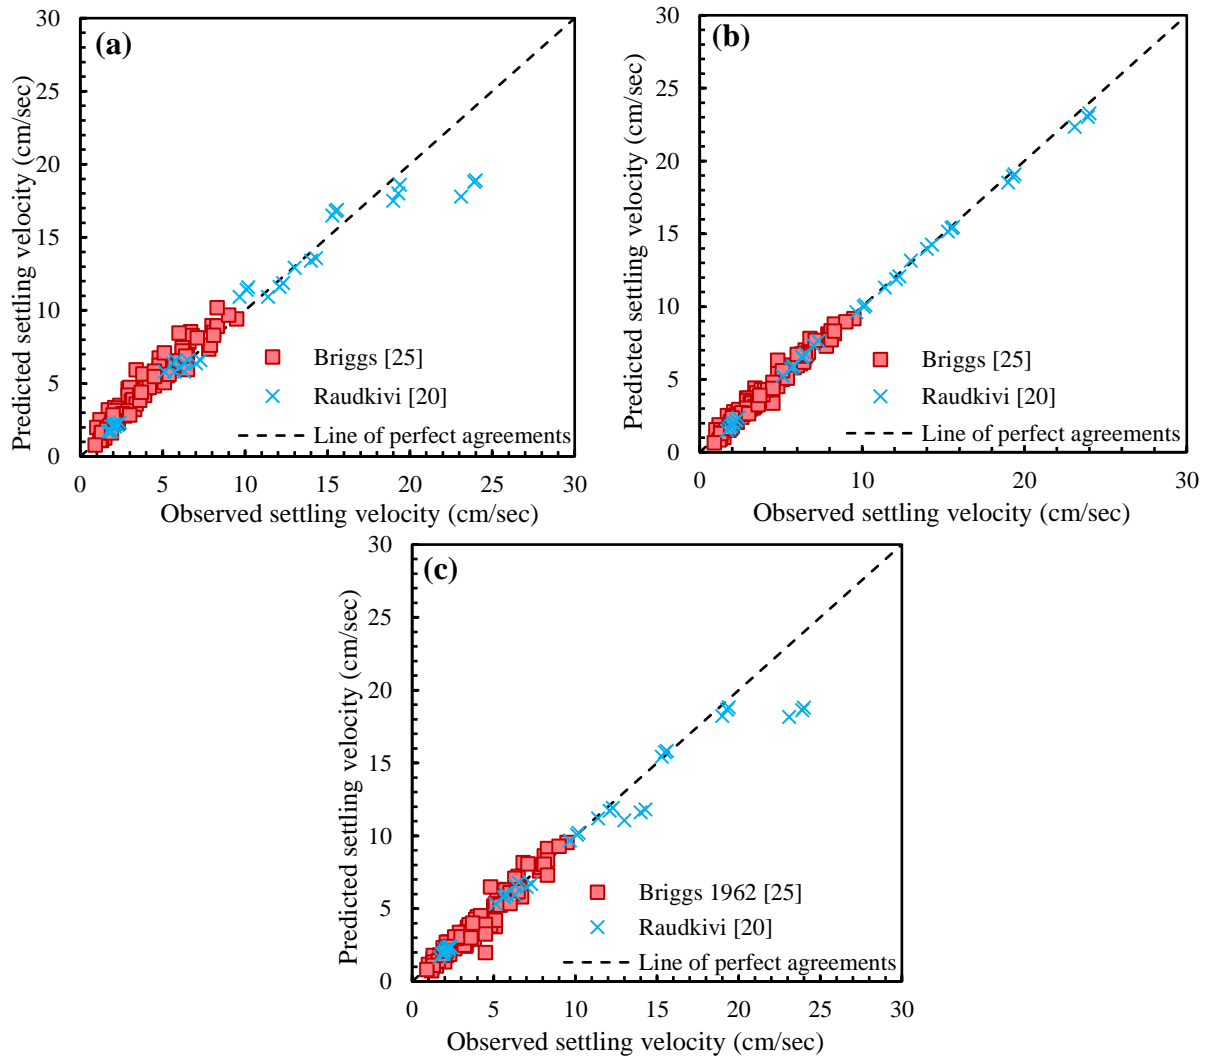 (a)
Predicted settling velocity (cm/sec)
30
25
20
15
10
5
0
Briggs [25]
Raudkivi [20]
Line of perfect agreements
0 5 10 15 20 25 30
Observed settling velocity (cm/sec)
(b)
Predicted settling velocity (cm/sec)
30
25
20
15
10
5
0
Briggs [25]
Raudkivi [20]
Line of perfect agreements
0 5 10 15 20 25 30
Observed settling velocity (cm/sec)
(c)
Predicted settling velocity (cm/sec)
30
25
20
15
10
5
0
Briggs 1962 [25]
Raudkivi [20]
Line of perfect agreements
0 5 10 15 20 25 30
Observed settling velocity (cm/sec)